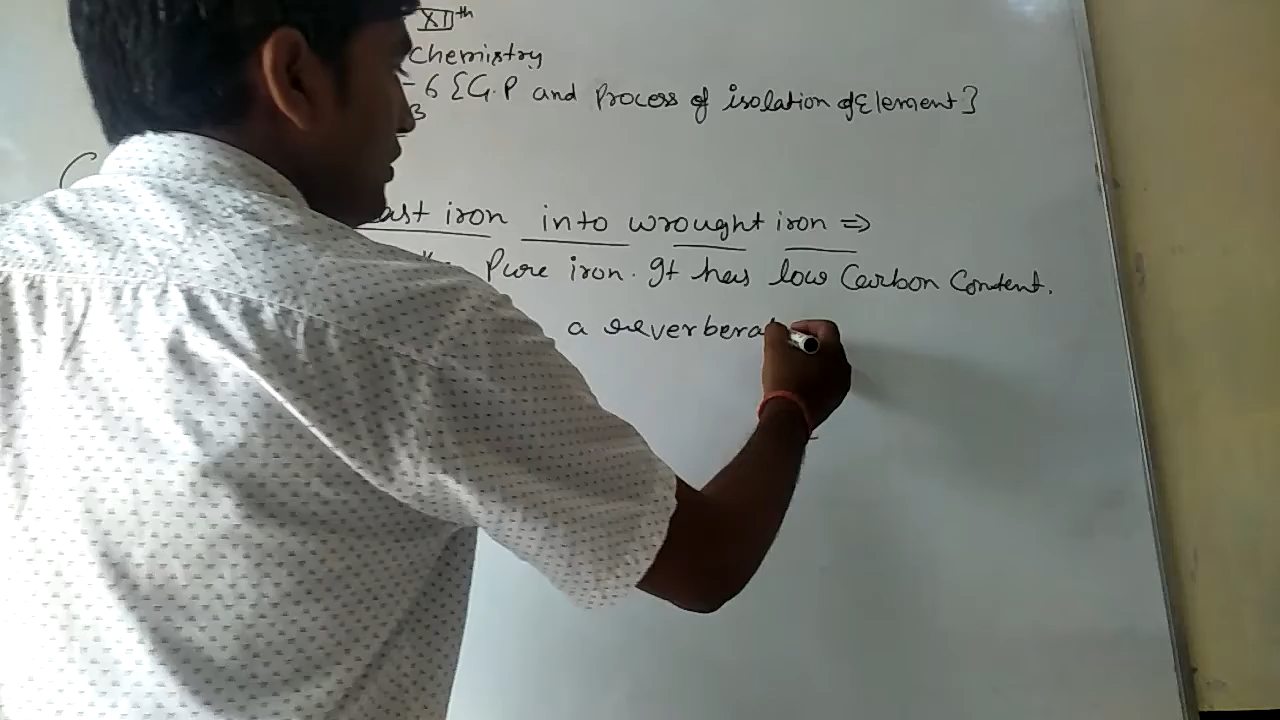 XIIth
Chemistry
- 6 {G.P and Process of isolation of Element}
3
C
ast iron into wrought iron ⇒
Pure iron. It has low Carbon Content.
a reverbera